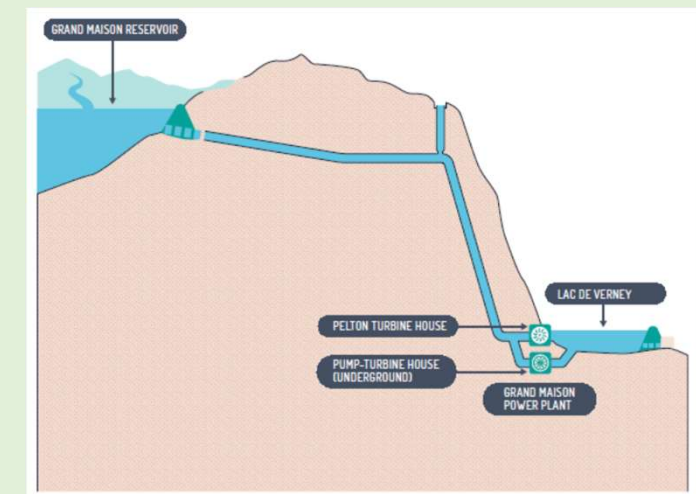 GRAND MAISON RESERVOIR
LAC DE VERNEY
PELTON TURBINE HOUSE
PUMP-TURBINE HOUSE
(UNDERGROUND)
GRAND MAISON
POWER PLANT